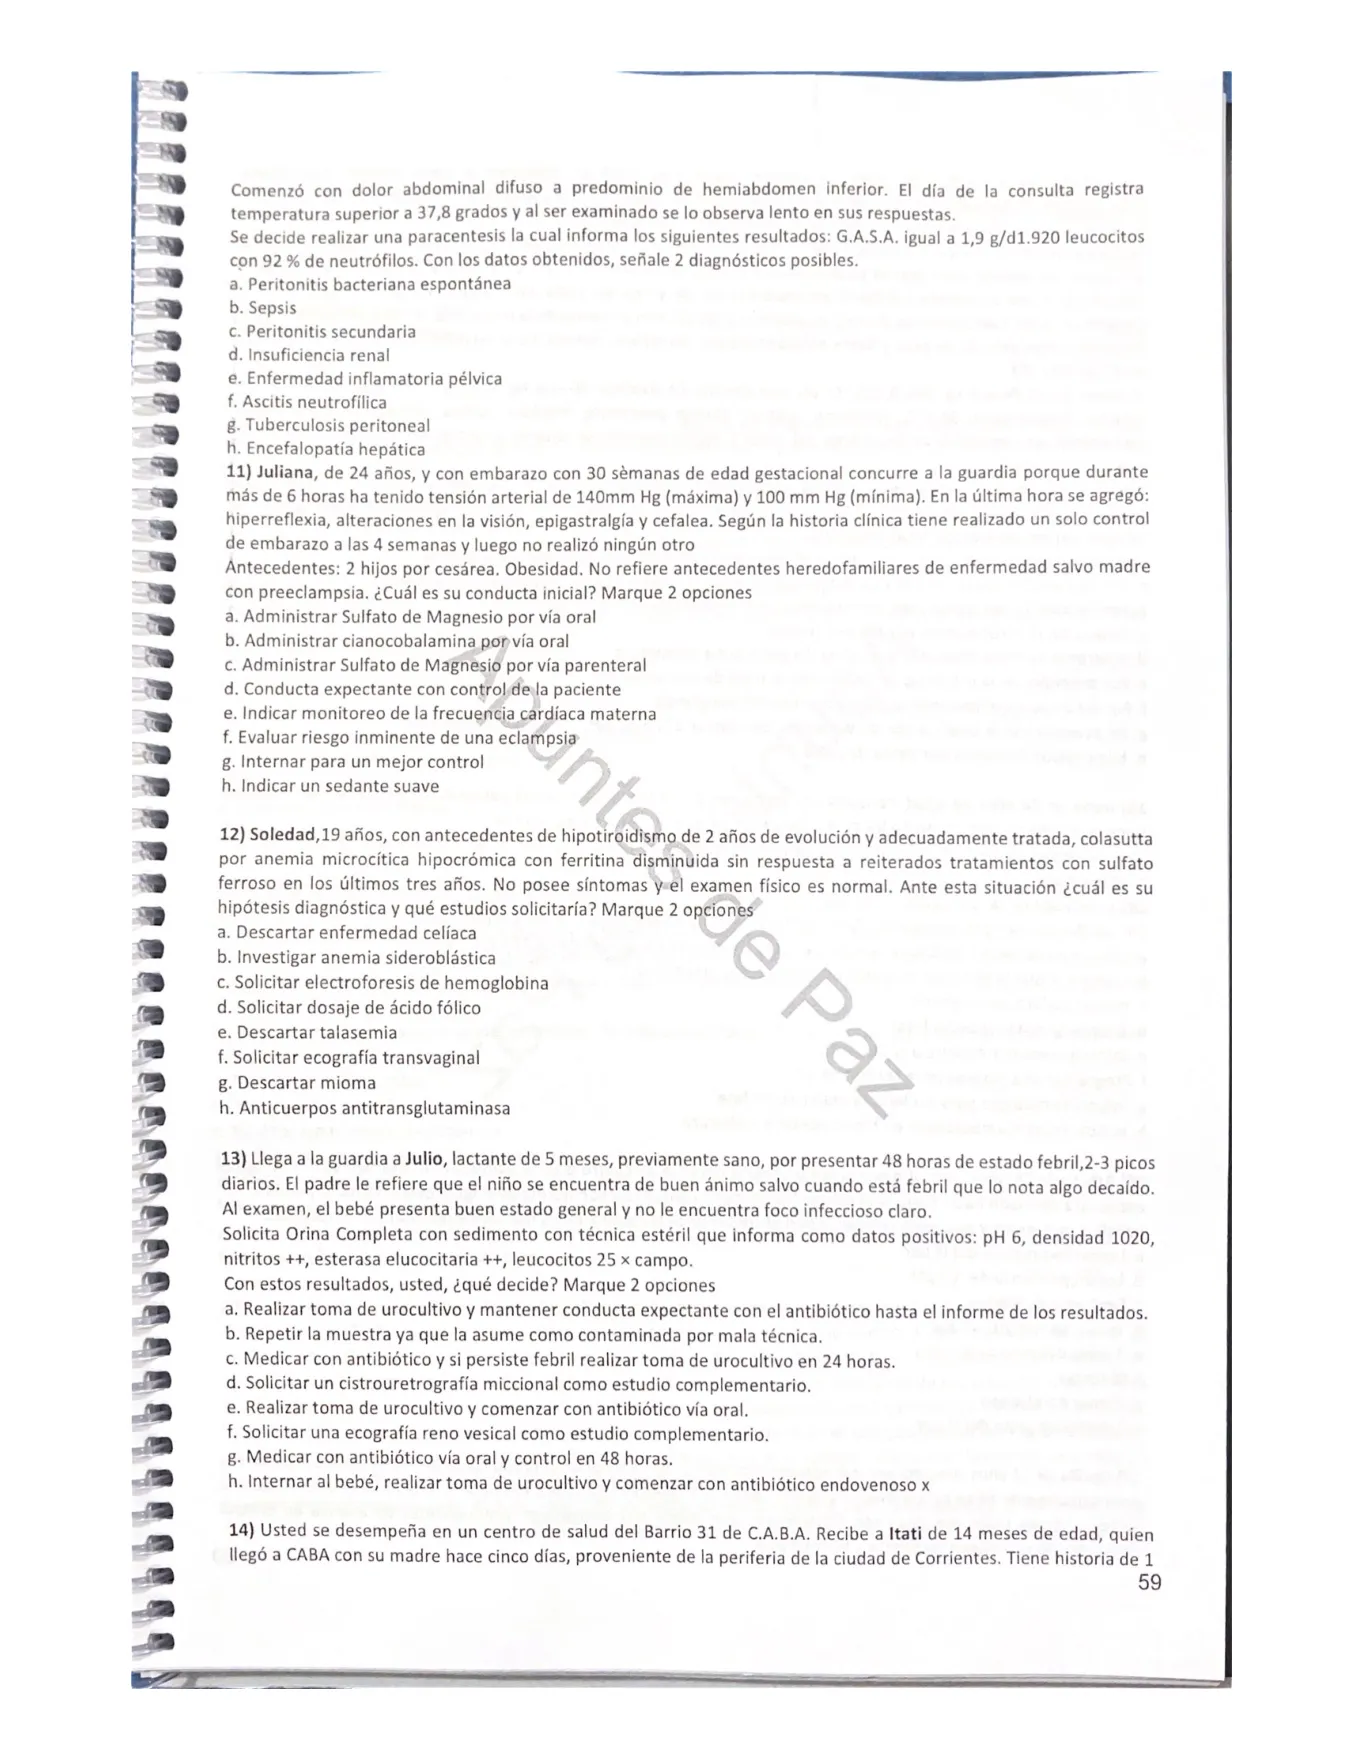 Comenzó con dolor abdominal difuso a predominio de hemiabdomen inferior. El día de la consulta registra
temperatura superior a 37,8 grados y al ser examinado se lo observa lento en sus respuestas.
Se decide realizar una paracentesis la cual informa los siguientes resultados: G.A.S.A. igual a 1,9 g/d1.920 leucocitos
con 92 % de neutrófilos. Con los datos obtenidos, señale 2 diagnósticos posibles.
a. Peritonitis bacteriana espontánea
b. Sepsis
c. Peritonitis secundaria
d. Insuficiencia renal
e. Enfermedad inflamatoria pélvica
f. Ascitis neutrofílica
g. Tuberculosis peritoneal
h. Encefalopatía hepática
11) Juliana, de 24 años, y con embarazo con 30 sèmanas de edad gestacional concurre a la guardia porque durante
más de 6 horas ha tenido tensión arterial de 140mm Hg (máxima) y 100 mm Hg (mínima). En la última hora se agregó:
hiperreflexia, alteraciones en la visión, epigastralgía y cefalea. Según la historia clínica tiene realizado un solo control
de embarazo a las 4 semanas y luego no realizó ningún otro
Antecedentes: 2 hijos por cesárea. Obesidad. No refiere antecedentes heredofamiliares de enfermedad salvo madre
con preeclampsia. ¿Cuál es su conducta inicial? Marque 2 opciones
a. Administrar Sulfato de Magnesio por vía oral
b. Administrar cianocobalamina por vía oral
c. Administrar Sulfato de Magnesio por vía parenteral
d. Conducta expectante con control de la paciente
e. Indicar monitoreo de la frecuencia cardíaca materna
f. Evaluar riesgo inminente de una eclampsia
g. Internar para un mejor control
h. Indicar un sedante suave
12) Soledad,19 años, con antecedentes de hipotiroidismo de 2 años de evolución y adecuadamente tratada, colasutta
por anemia microcítica hipocrómica con ferritina disminuida sin respuesta a reiterados tratamientos con sulfato
ferroso en los últimos tres años. No posee síntomas y el examen físico es normal. Ante esta situación ¿cuál es su
hipótesis diagnóstica y qué estudios solicitaría? Marque 2 opciones
a. Descartar enfermedad celíaca
b. Investigar anemia sideroblástica
c. Solicitar electroforesis de hemoglobina
d. Solicitar dosaje de ácido fólico
e. Descartar talasemia
f. Solicitar ecografía transvaginal
g. Descartar mioma
h. Anticuerpos antitransglutaminasa
13) Llega a la guardia a Julio, lactante de 5 meses, previamente sano, por presentar 48 horas de estado febril,2-3 picos
diarios. El padre le refiere que el niño se encuentra de buen ánimo salvo cuando está febril que lo nota algo decaído.
Al examen, el bebé presenta buen estado general y no le encuentra foco infeccioso claro.
Solicita Orina Completa con sedimento con técnica estéril que informa como datos positivos: pH 6, densidad 1020,
nitritos ++, esterasa elucocitaria ++, leucocitos 25 x campo.
Con estos resultados, usted, ¿qué decide? Marque 2 opciones
a. Realizar toma de urocultivo y mantener conducta expectante con el antibiótico hasta el informe de los resultados.
b. Repetir la muestra ya que la asume como contaminada por mala técnica.
c. Medicar con antibiótico y si persiste febril realizar toma de urocultivo en 24 horas.
d. Solicitar un cistrouretrografía miccional como estudio complementario.
e. Realizar toma de urocultivo y comenzar con antibiótico vía oral.
f. Solicitar una ecografía reno vesical como estudio complementario.
g. Medicar con antibiótico vía oral y control en 48 horas.
h. Internar al bebé, realizar toma de urocultivo y comenzar con antibiótico endovenoso x
14) Usted se desempeña en un centro de salud del Barrio 31 de C.A.B.A. Recibe a Itati de 14 meses de edad, quien
llegó a CABA con su madre hace cinco días, proveniente de la periferia de la ciudad de Corrientes. Tiene historia de 1
59
Apuntes de Paz